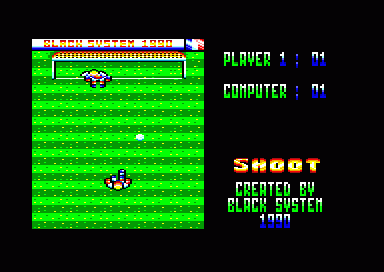 BLACK SYSTEM 1990
PLAYER 1 : 01
COMPUTER : 01
SHOOT
CREATED BY
BLACK SYSTEM
1990